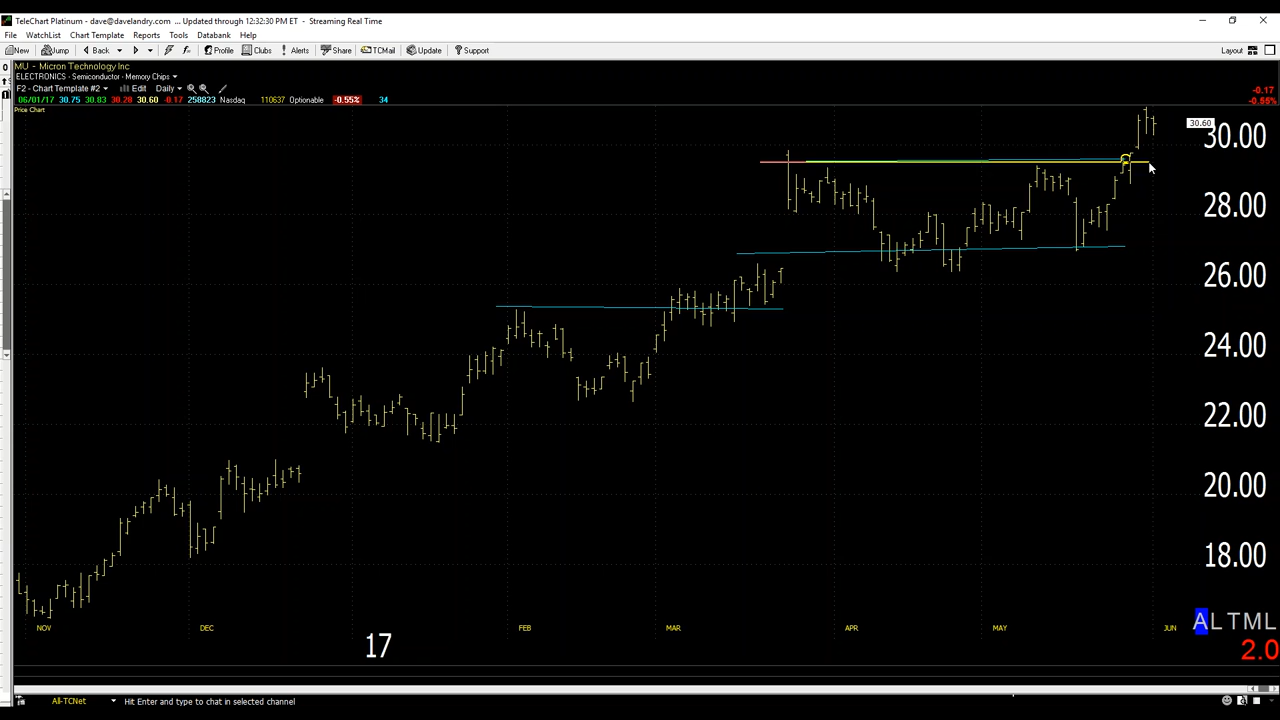 TeleChart Platinum - dave@davelandry.com ... Updated through 12:32:30 PM ET - Streaming Real Time
File WatchList Chart Template Reports Tools Databank Help
New Jump Back Profile Clubs Alerts Share TCMail Update Support Layout
MU - Micron Technology Inc
ELECTRONICS - Semiconductor - Memory Chips
F2 - Chart Template #2 Edit Daily
06/01/17 30.75 30.83 30.28 30.60 -0.17 258823 Nasdaq 110637 Optionable -0.55% 34
-0.17
-0.55%
Price Chart
30.60
30.00
28.00
26.00
24.00
22.00
20.00
18.00
NOV DEC FEB MAR APR MAY JUN
17
ALTML
2.0
All-TCNet Hit Enter and type to chat in selected channel